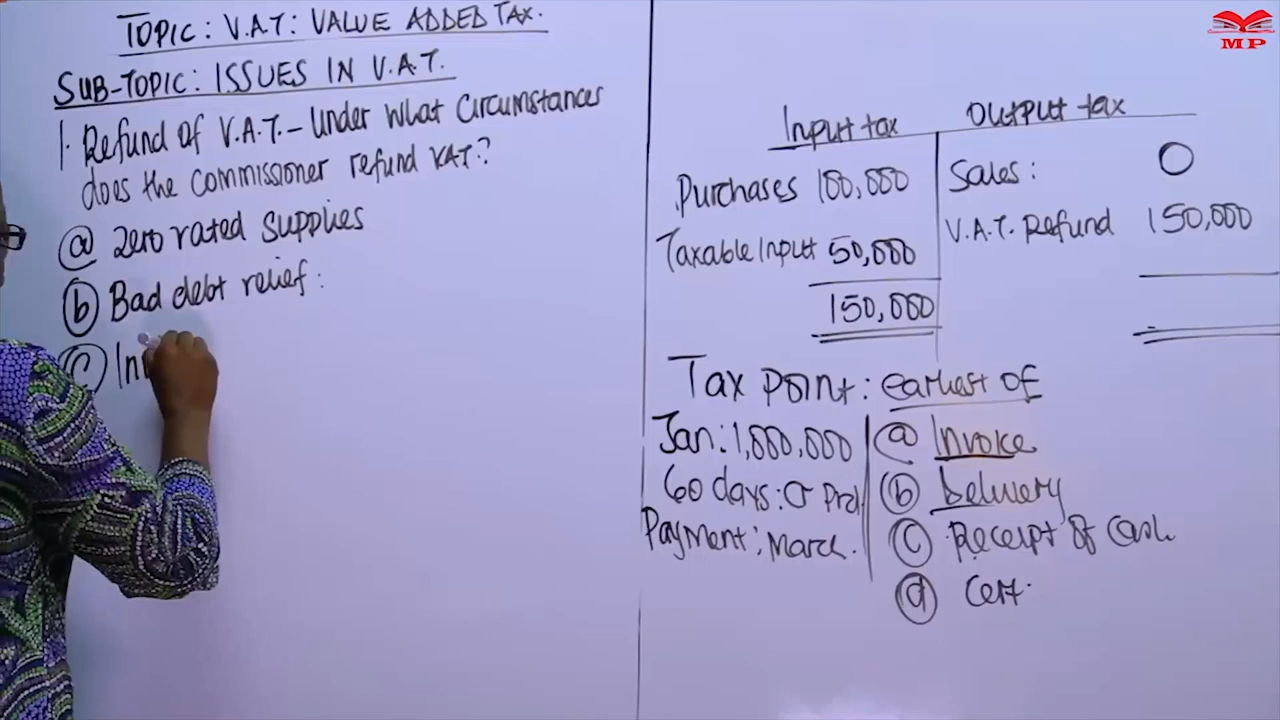 TOPIC: V.A.T: VALUE ADDED TAX.
SUB-TOPIC: ISSUES IN V.A.T.
1. Refund of V.A.T. - Under what circumstances
does the commissioner refund VAT?
(a) Zero rated supplies
(b) Bad debt relief:
(c) In
Input tax
Output tax
Purchases 100,000
Sales: 0
Taxable Input 50,000
V.A.T. Refund 150,000
150,000
Tax point: earliest of
Jan: 1,000,000
60 days: Cr Prd
Payment: March.
(a) Invoice
(b) Delivery
(c) Receipt of Cash
(d) Cert.
MP